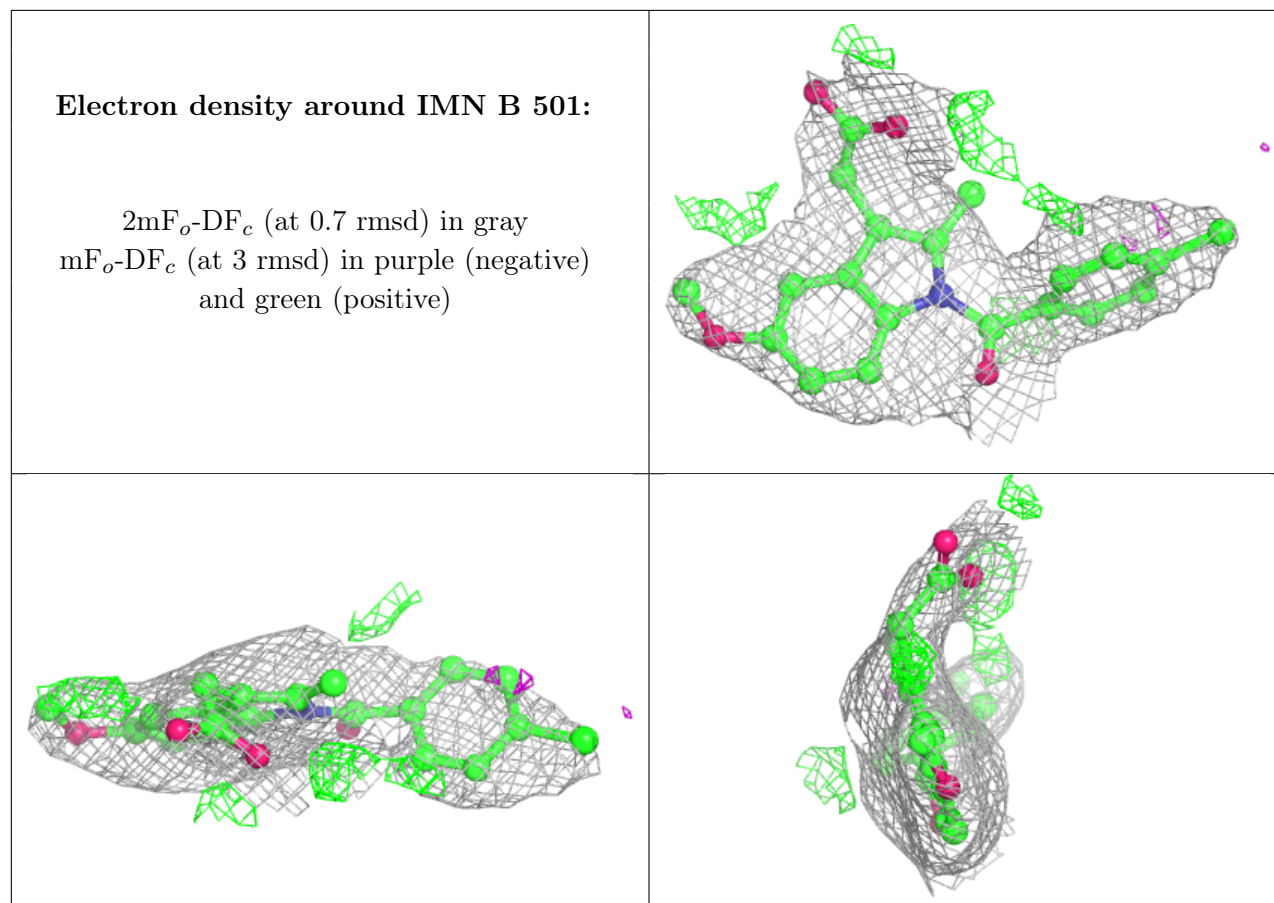 Electron density around IMN B 501:
2mFo-DFc (at 0.7 rmsd) in gray
mFo-DFc (at 3 rmsd) in purple (negative)
and green (positive)